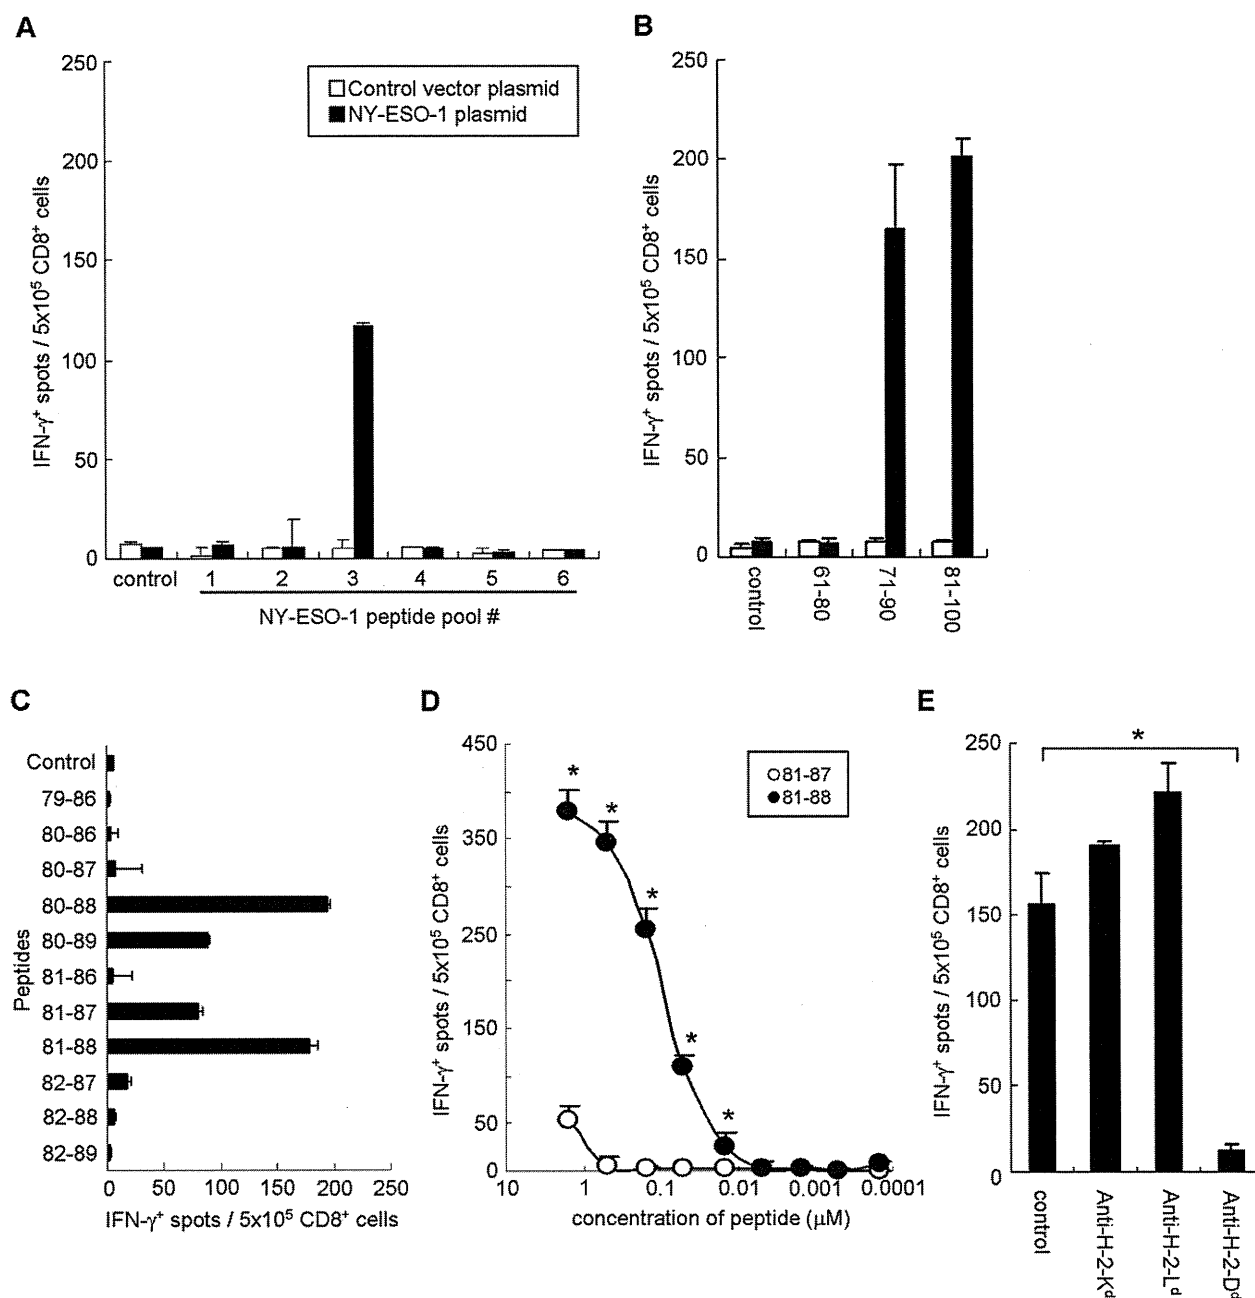 A
250
200
150
100
50
0
IFN-γ⁺ spots / 5x10⁵ CD8⁺ cells
Control vector plasmid
NY-ESO-1 plasmid
control 1 2 3 4 5 6
NY-ESO-1 peptide pool #
B
250
200
150
100
50
0
IFN-γ⁺ spots / 5x10⁵ CD8⁺ cells
control
61-80
71-90
81-100
C
Peptides
Control
79-86
80-86
80-87
80-88
80-89
81-86
81-87
81-88
82-87
82-88
82-89
0 50 100 150 200 250
IFN-γ⁺ spots / 5x10⁵ CD8⁺ cells
D
450
350
250
150
50
0
IFN-γ⁺ spots / 5x10⁵ CD8⁺ cells
81-87
81-88
* * * * *
10 1 0.1 0.01 0.001 0.0001
concentration of peptide (μM)
E
250
200
150
100
50
0
IFN-γ⁺ spots / 5x10⁵ CD8⁺ cells
*
control
Anti-H-2-Kᵈ
Anti-H-2-Lᵈ
Anti-H-2-Dᵈ